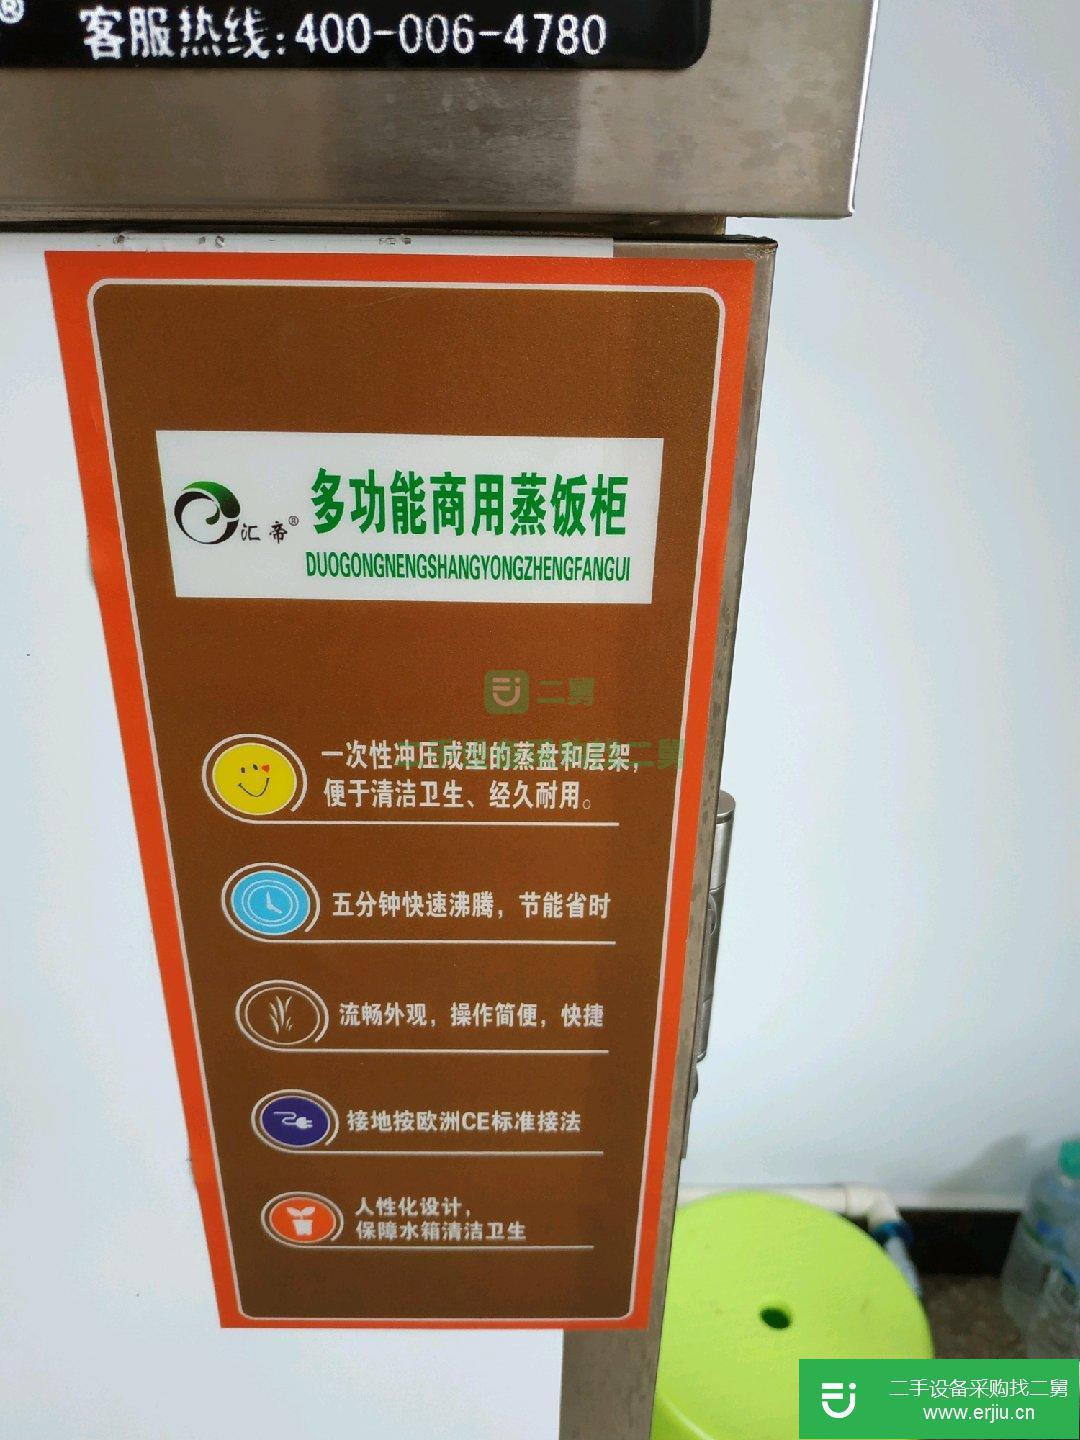 ®
客服热线:400-006-4780
汇帝®
多功能商用蒸饭柜
DUOGONGNENGSHANGYONGZHENGFANGUI
二舅
一次性冲压成型的蒸盘和层架，
便于清洁卫生、经久耐用。
五分钟快速沸腾，节能省时
流畅外观，操作简便，快捷
接地按欧洲CE标准接法
人性化设计，
保障水箱清洁卫生
二手设备采购找二舅
www.erjiu.cn